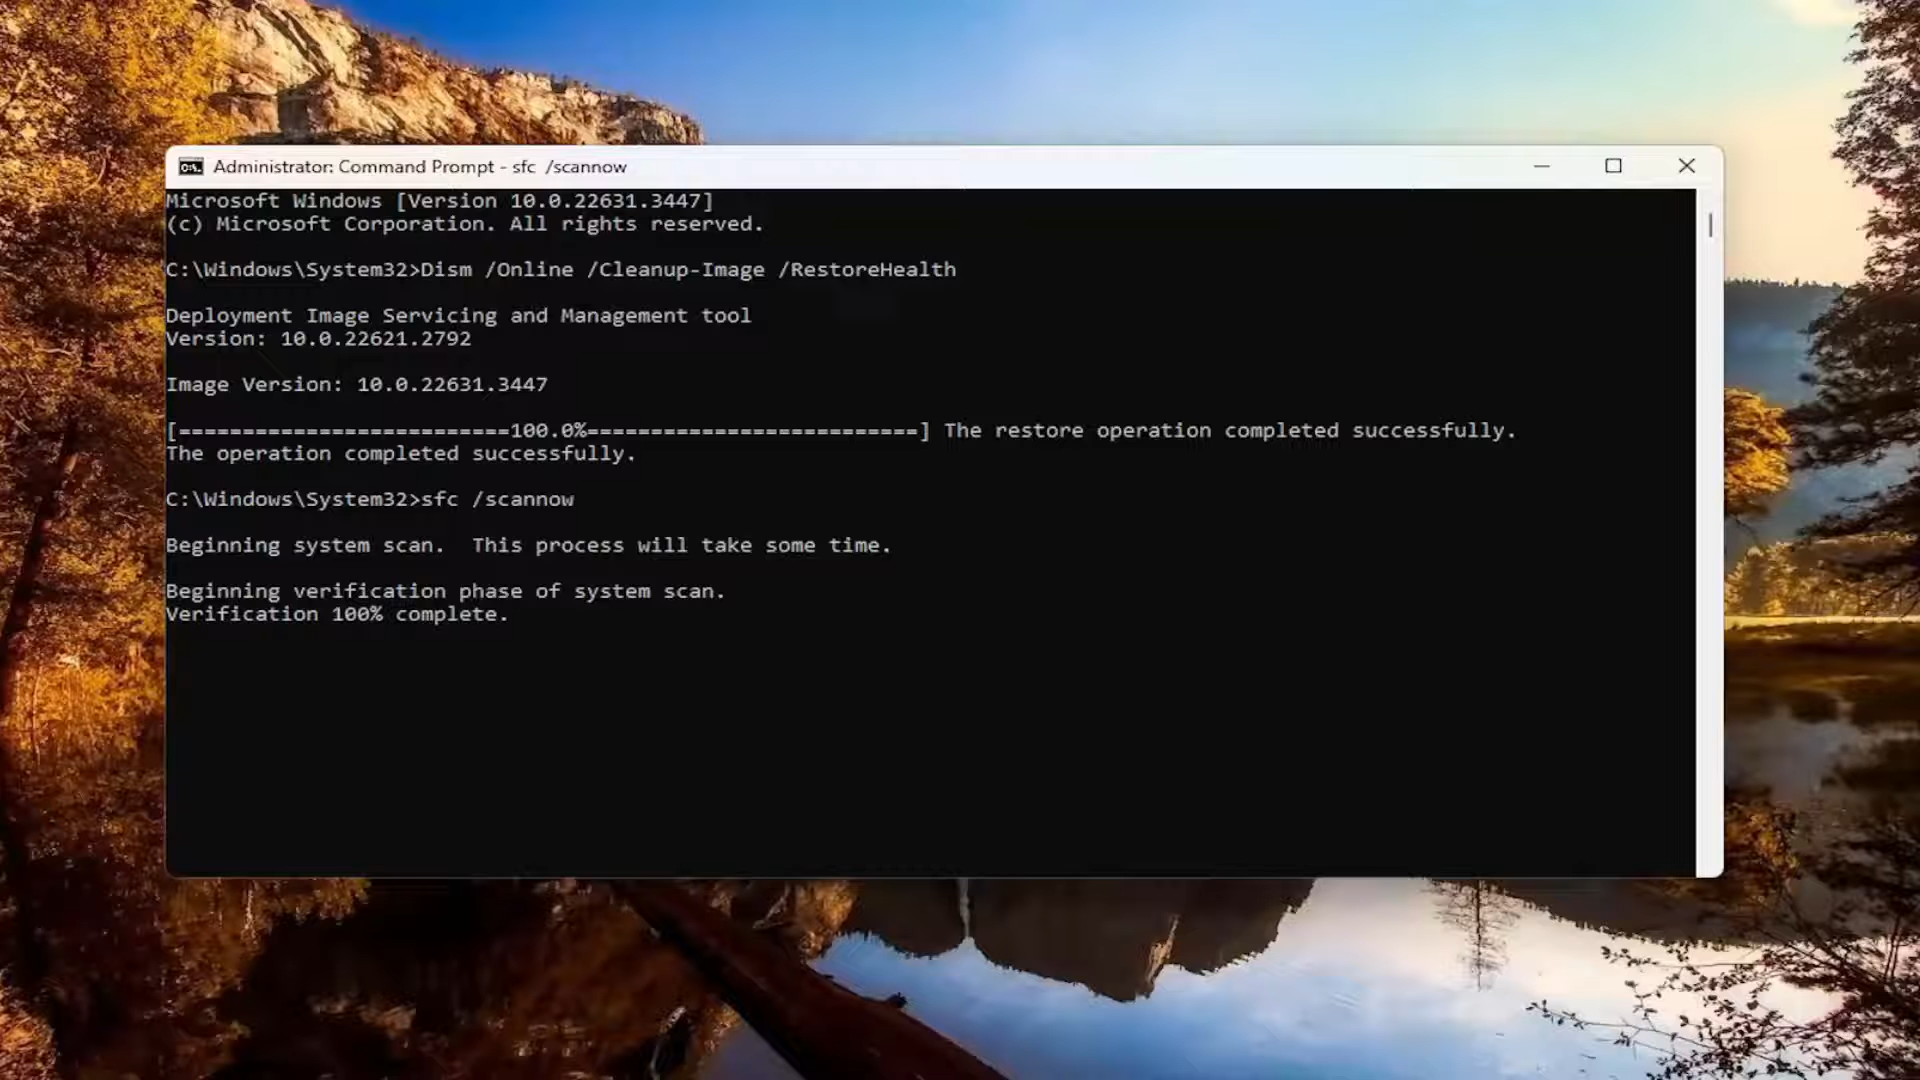 Administrator: Command Prompt - sfc  /scannow
Microsoft Windows [Version 10.0.22631.3447]
(c) Microsoft Corporation. All rights reserved.
C:\Windows\System32>Dism /Online /Cleanup-Image /RestoreHealth
Deployment Image Servicing and Management tool
Version: 10.0.22621.2792
Image Version: 10.0.22631.3447
[==========================100.0%==========================] The restore operation completed successfully.
The operation completed successfully.
C:\Windows\System32>sfc /scannow
Beginning system scan.  This process will take some time.
Beginning verification phase of system scan.
Verification 100% complete.